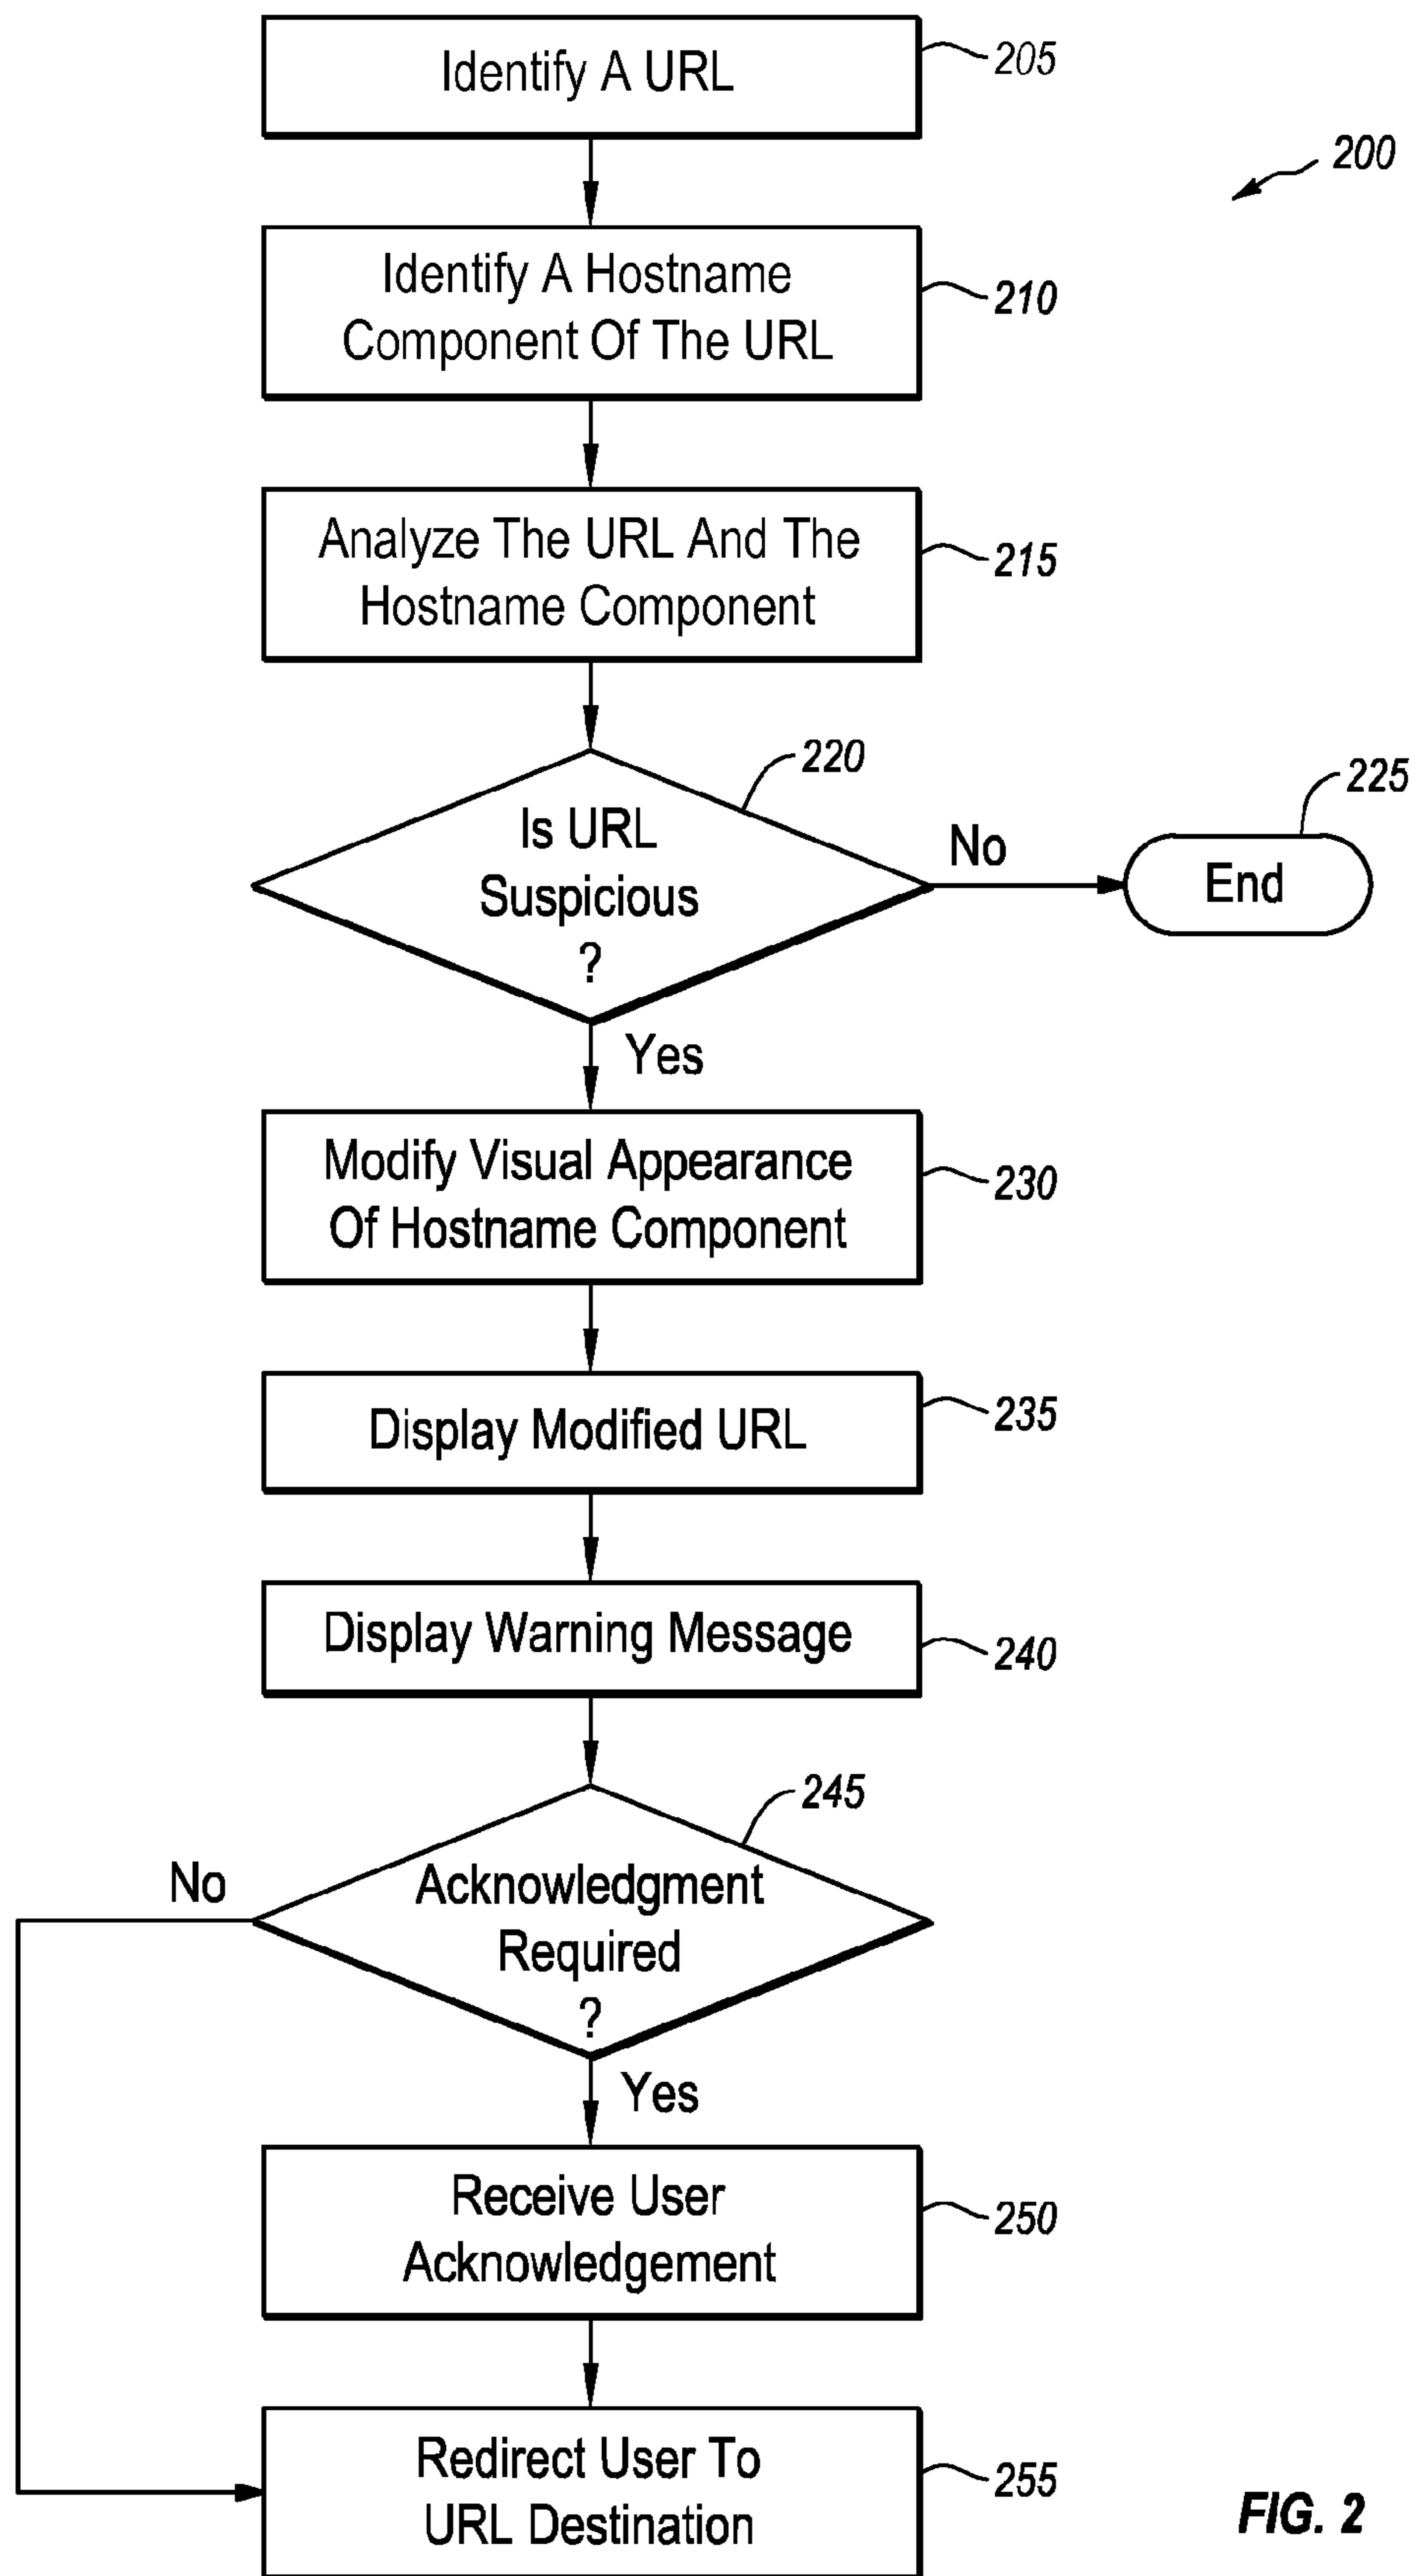 Identify A URL
205
200
Identify A Hostname
Component Of The URL
210
Analyze The URL And The
Hostname Component
215
220
Is URL
Suspicious
?
No
225
End
Yes
Modify Visual Appearance
Of Hostname Component
230
Display Modified URL
235
Display Warning Message
240
245
No
Acknowledgment
Required
?
Yes
Receive User
Acknowledgement
250
Redirect User To
URL Destination
255
FIG. 2